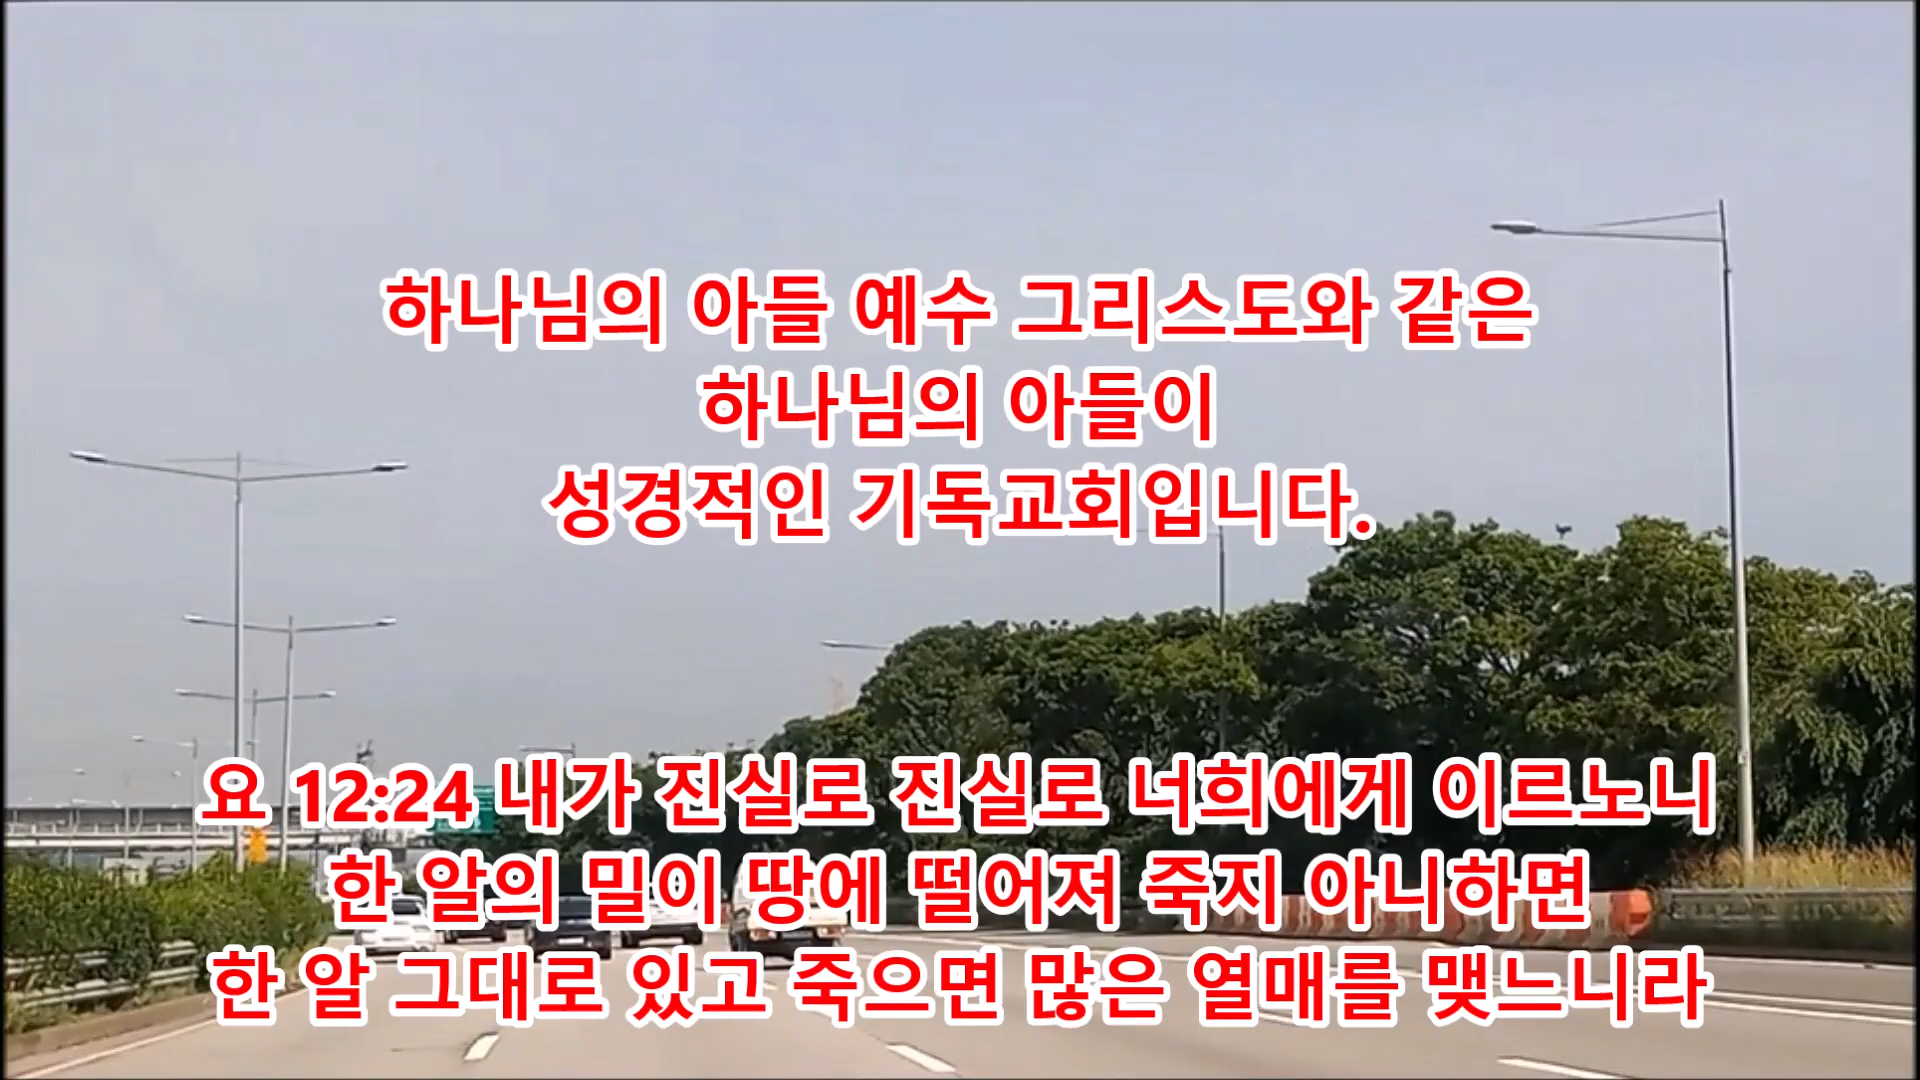 하나님의 아들 예수 그리스도와 같은
하나님의 아들이
성경적인 기독교회입니다.
요 12:24 내가 진실로 진실로 너희에게 이르노니
한 알의 밀이 땅에 떨어져 죽지 아니하면
한 알 그대로 있고 죽으면 많은 열매를 맺느니라